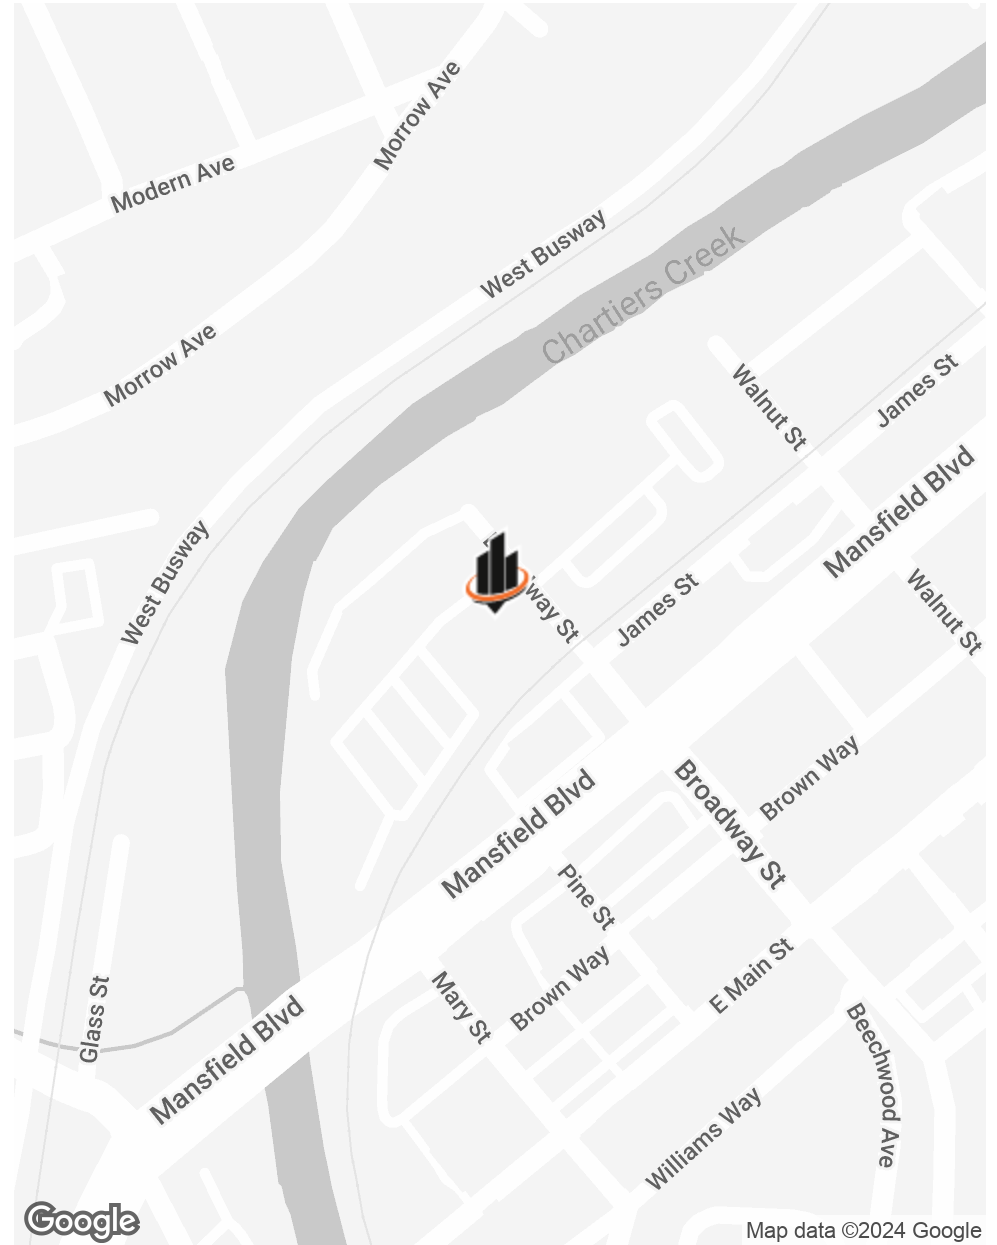 Morrow Ave
Modern Ave
West Busway
Chartiers Creek
Morrow Ave
Walnut St
James St
Mansfield Blvd
West Busway
way St
James St
Walnut St
Mansfield Blvd
Broadway St
Brown Way
Pine St
Brown Way
E Main St
Mary St
Glass St
Mansfield Blvd
Beechwood Ave
Williams Way
Google
Map data ©2024 Google